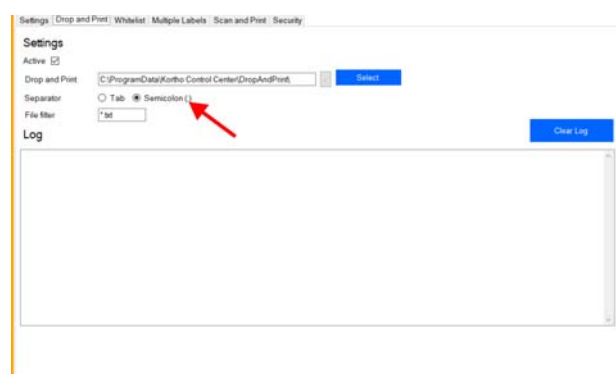 Settings Drop and Print Whitelist Multiple Labels Scan and Print Security
Settings
Active
Drop and Print C:\ProgramData\Kortho Control Center\DropAndPrint\ Select
Separator Tab Semicolon (;)
File filter *.txt
Log Clear Log